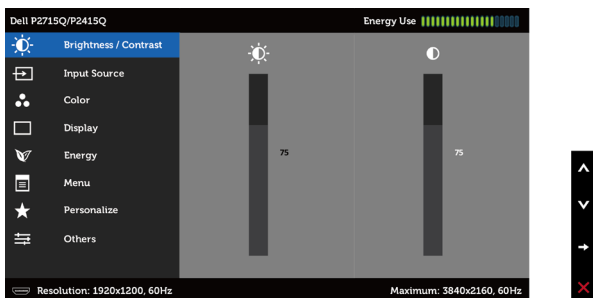 Dell P2715Q/P2415Q
Energy Use
Brightness / Contrast
Input Source
Color
Display
Energy
Menu
Personalize
Others
75
75
Resolution: 1920x1200, 60Hz
Maximum: 3840x2160, 60Hz